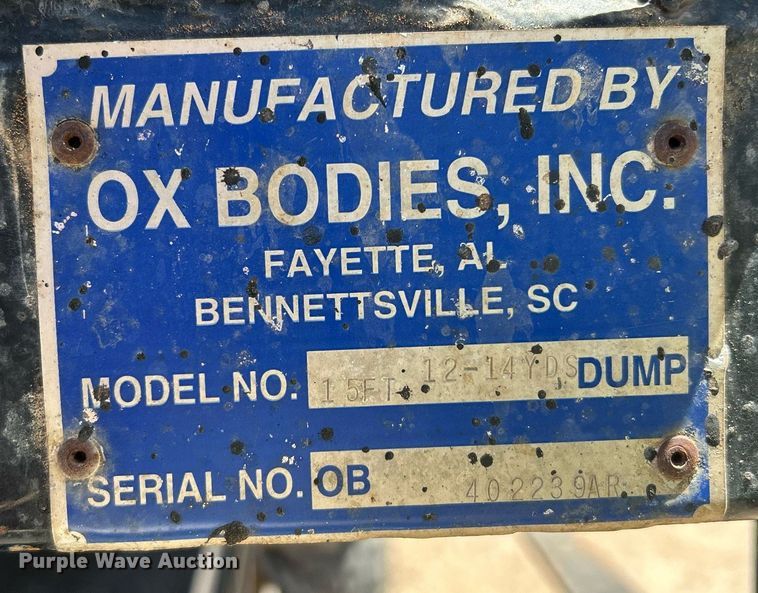 MANUFACTURED BY
OX BODIES, INC.
FAYETTE, AL
BENNETTSVILLE, SC
MODEL NO. 15FT 12-14YDS DUMP
SERIAL NO. OB 402239AR
Purple Wave Auction